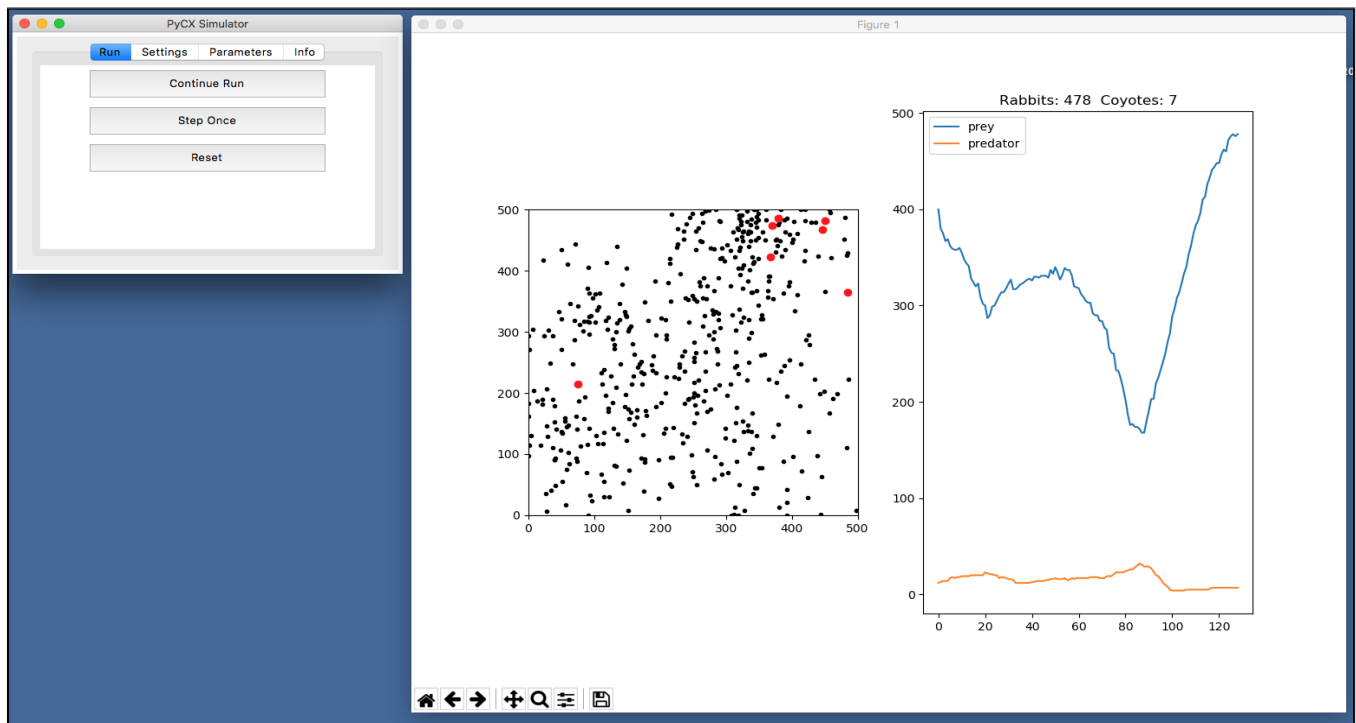 PyCX Simulator
Run Settings Parameters Info
Continue Run
Step Once
Reset
Figure 1
20
Rabbits: 478 Coyotes: 7
prey
predator
500
400
300
200
100
0
0 20 40 60 80 100 120
500
400
300
200
100
0
0 100 200 300 400 500